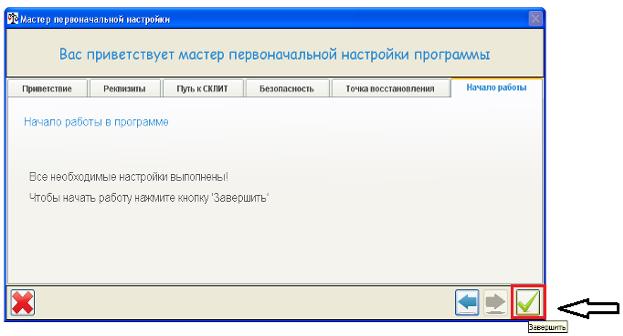 Мастер первоначальной настройки
Вас приветствует мастер первоначальной настройки программы
Приветствие Реквизиты Путь к СКЛИТ Безопасность Точка восстановления Начало работы
Начало работы в программе
Все необходимые настройки выполнены!
Чтобы начать работу нажмите кнопку 'Завершить'
Завершить